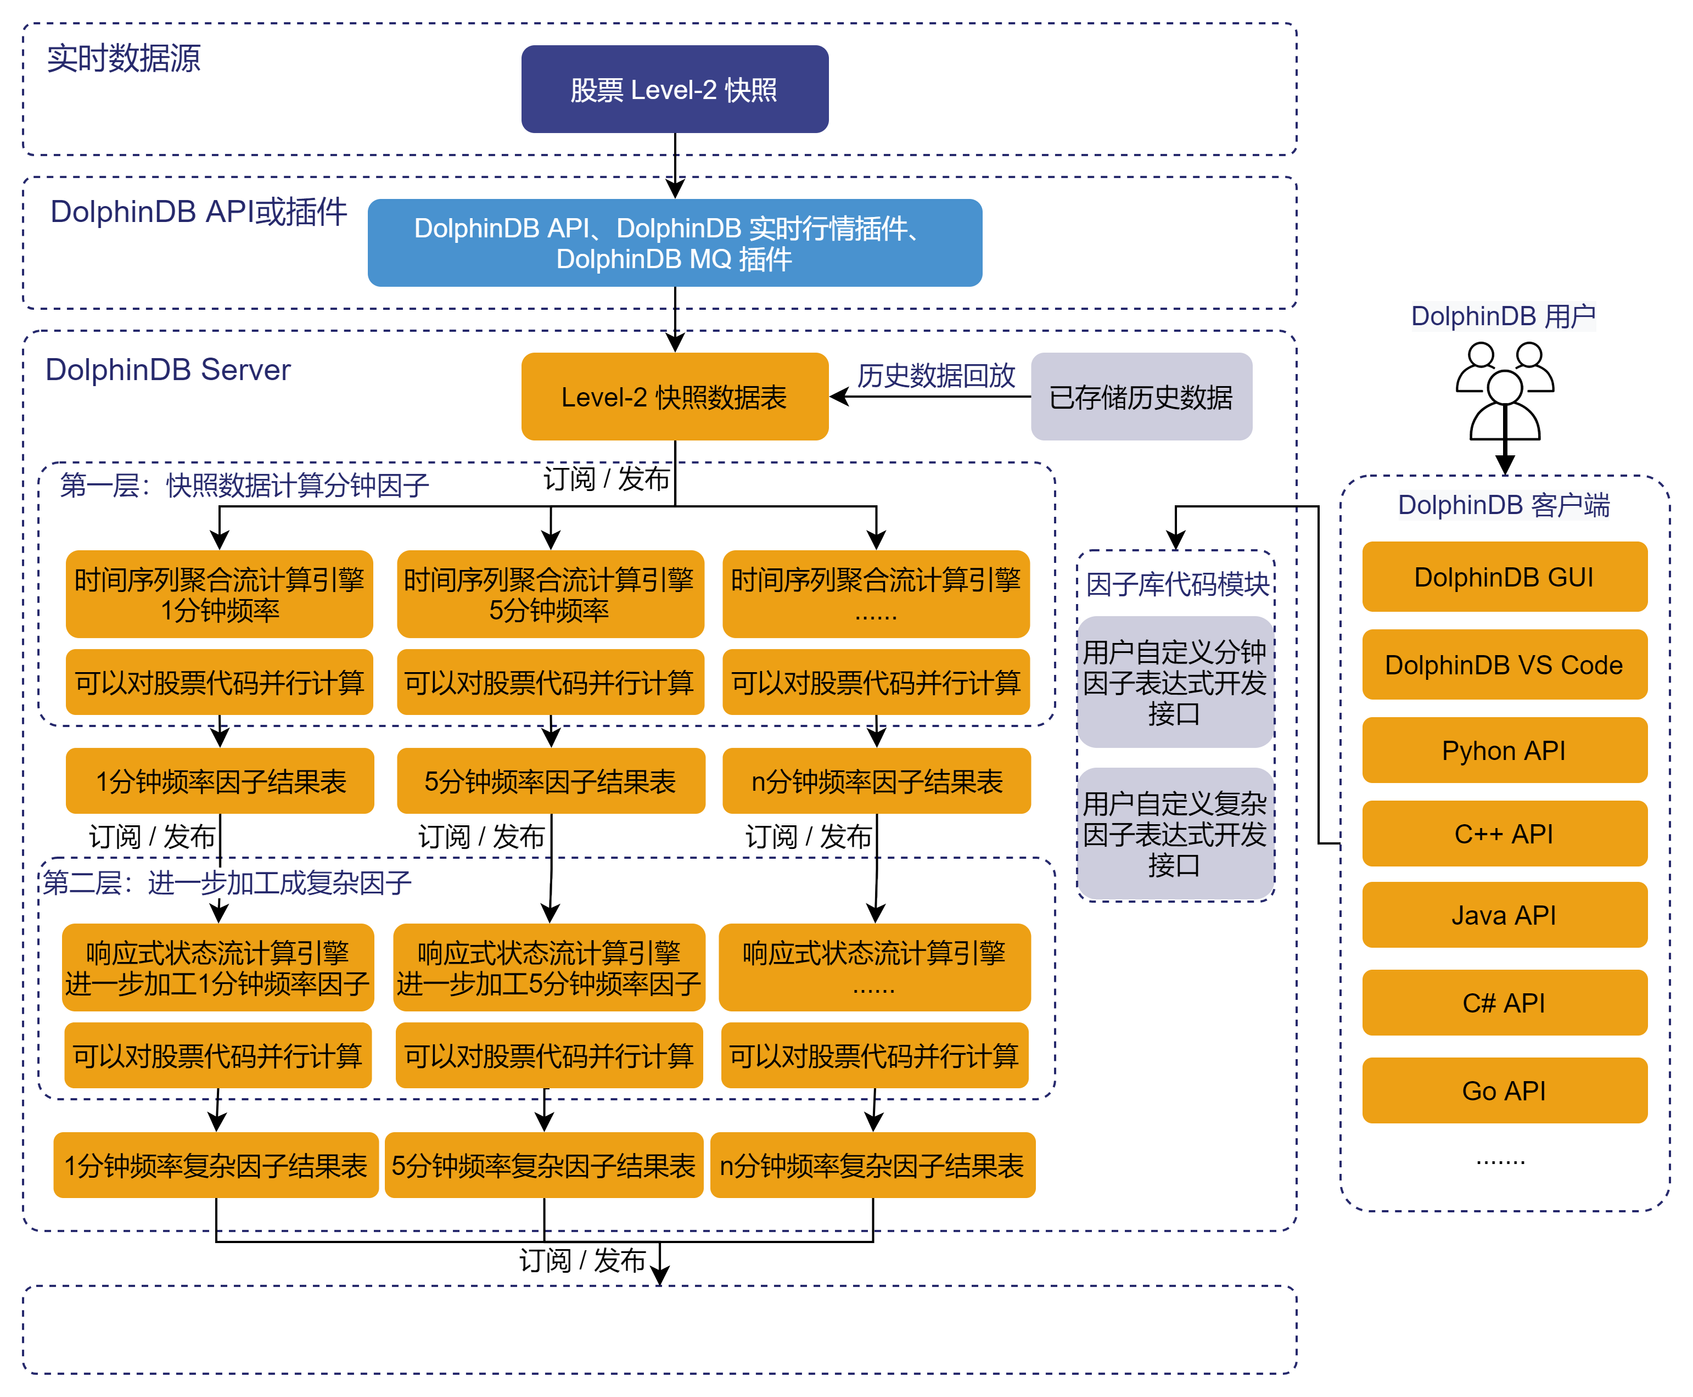 实时数据源
股票 Level-2 快照
DolphinDB API或插件
DolphinDB API、DolphinDB 实时行情插件、
DolphinDB MQ 插件
DolphinDB Server
Level-2 快照数据表
历史数据回放
已存储历史数据
订阅 / 发布
第一层：快照数据计算分钟因子
时间序列聚合流计算引擎
1分钟频率
时间序列聚合流计算引擎
5分钟频率
时间序列聚合流计算引擎
......
可以对股票代码并行计算
可以对股票代码并行计算
可以对股票代码并行计算
1分钟频率因子结果表
5分钟频率因子结果表
n分钟频率因子结果表
订阅 / 发布
订阅 / 发布
订阅 / 发布
第二层：进一步加工成复杂因子
响应式状态流计算引擎
进一步加工1分钟频率因子
响应式状态流计算引擎
进一步加工5分钟频率因子
响应式状态流计算引擎
......
可以对股票代码并行计算
可以对股票代码并行计算
可以对股票代码并行计算
1分钟频率复杂因子结果表
5分钟频率复杂因子结果表
n分钟频率复杂因子结果表
订阅 / 发布
因子库代码模块
用户自定义分钟
因子表达式开发
接口
用户自定义复杂
因子表达式开发
接口
DolphinDB 用户
DolphinDB 客户端
DolphinDB GUI
DolphinDB VS Code
Pyhon API
C++ API
Java API
C# API
Go API
.......